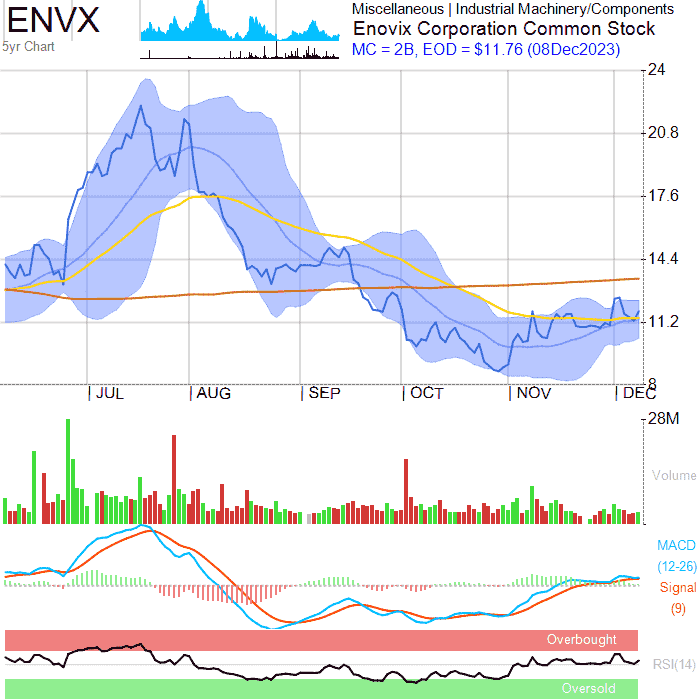 ENVX
5yr Chart
Miscellaneous | Industrial Machinery/Components
Enovix Corporation Common Stock
MC = 2B, EOD = $11.76 (08Dec2023)
24
20.8
17.6
14.4
11.2
8
JUL AUG SEP OCT NOV DEC
28M
Volume
MACD
(12-26)
Signal
(9)
Overbought
RSI(14)
Oversold